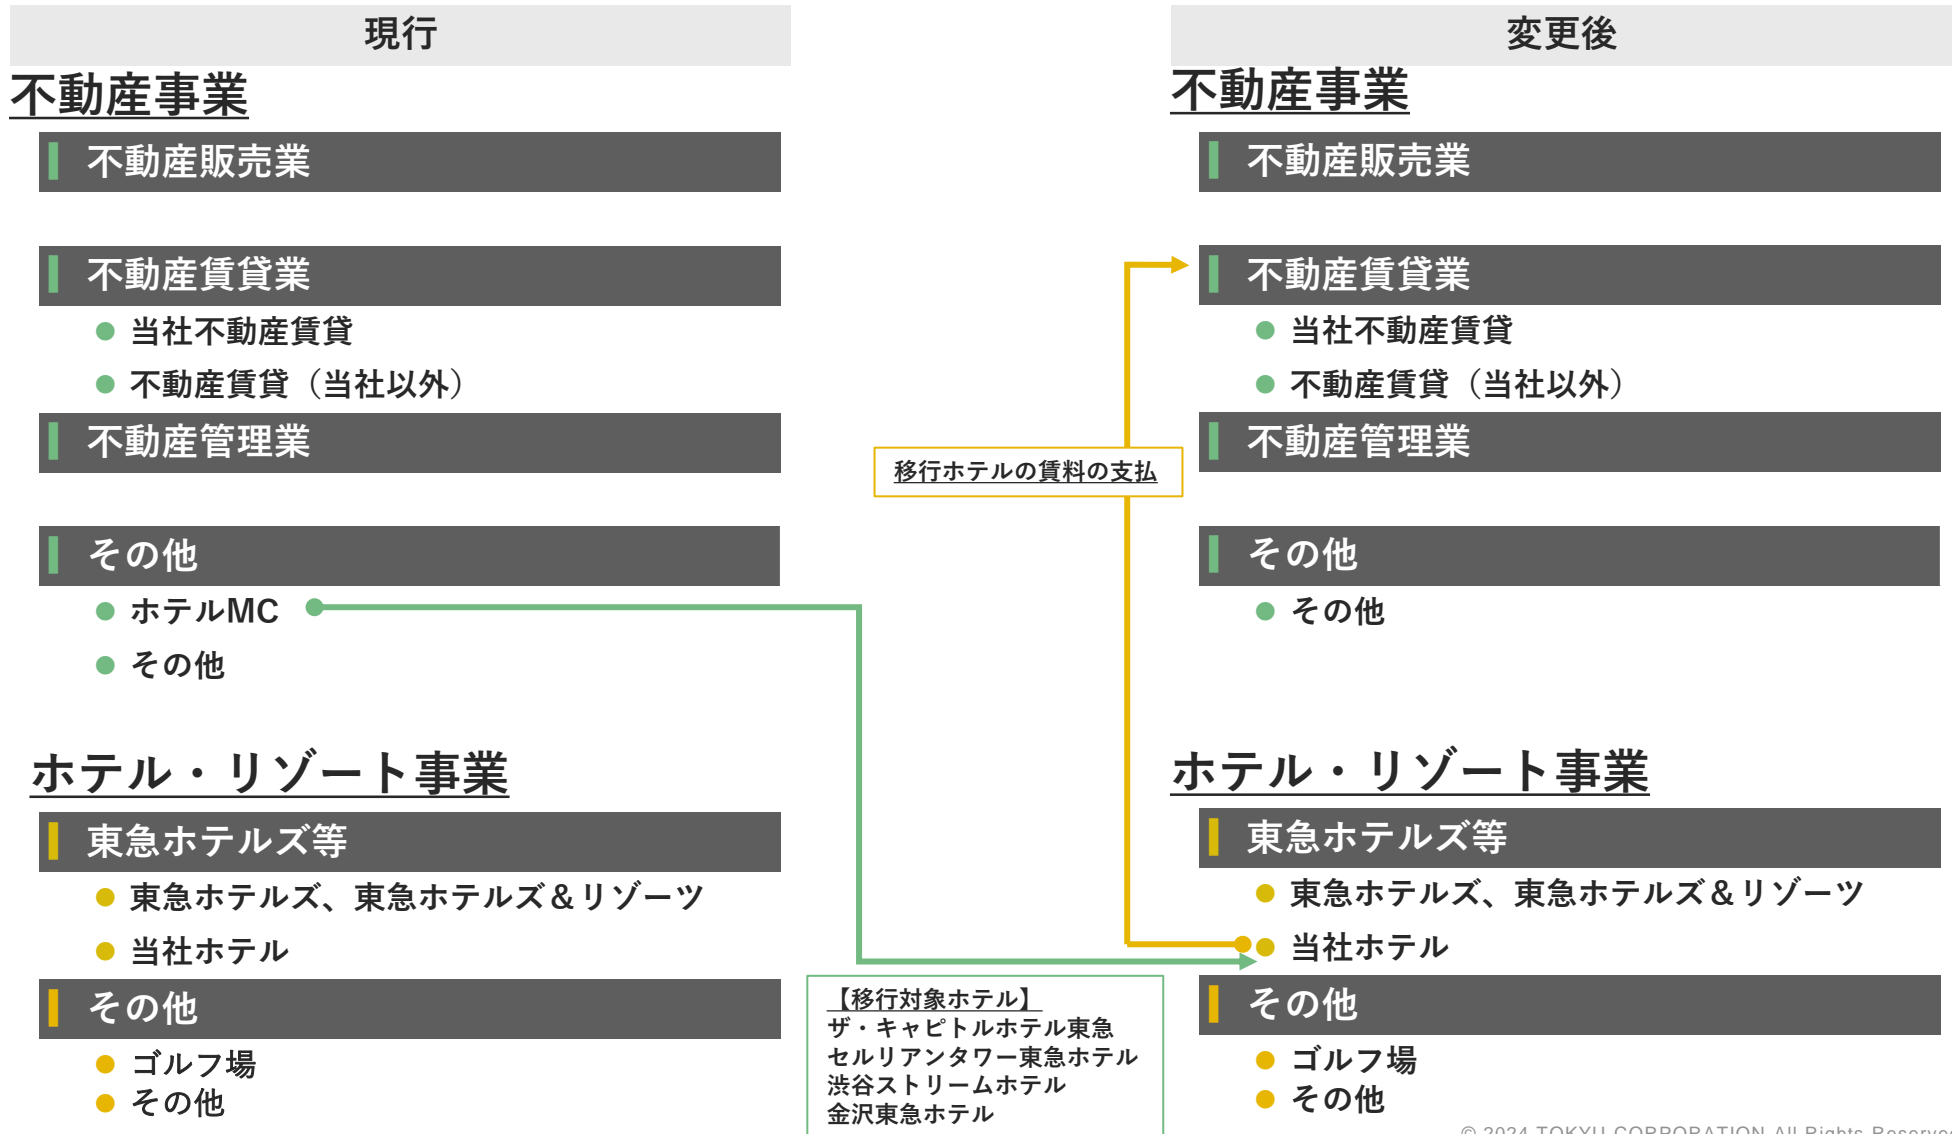 現行
不動産事業
不動産販売業
不動産賃貸業
当社不動産賃貸
不動産賃貸（当社以外）
不動産管理業
その他
ホテルMC
その他
ホテル・リゾート事業
東急ホテルズ等
東急ホテルズ、東急ホテルズ＆リゾーツ
当社ホテル
その他
ゴルフ場
その他
移行ホテルの賃料の支払
【移行対象ホテル】
ザ・キャピトルホテル東急
セルリアンタワー東急ホテル
渋谷ストリームホテル
金沢東急ホテル
変更後
不動産事業
不動産販売業
不動産賃貸業
当社不動産賃貸
不動産賃貸（当社以外）
不動産管理業
その他
その他
ホテル・リゾート事業
東急ホテルズ等
東急ホテルズ、東急ホテルズ＆リゾーツ
当社ホテル
その他
ゴルフ場
その他
© 2024 TOKYU CORPORATION All Rights Reserved